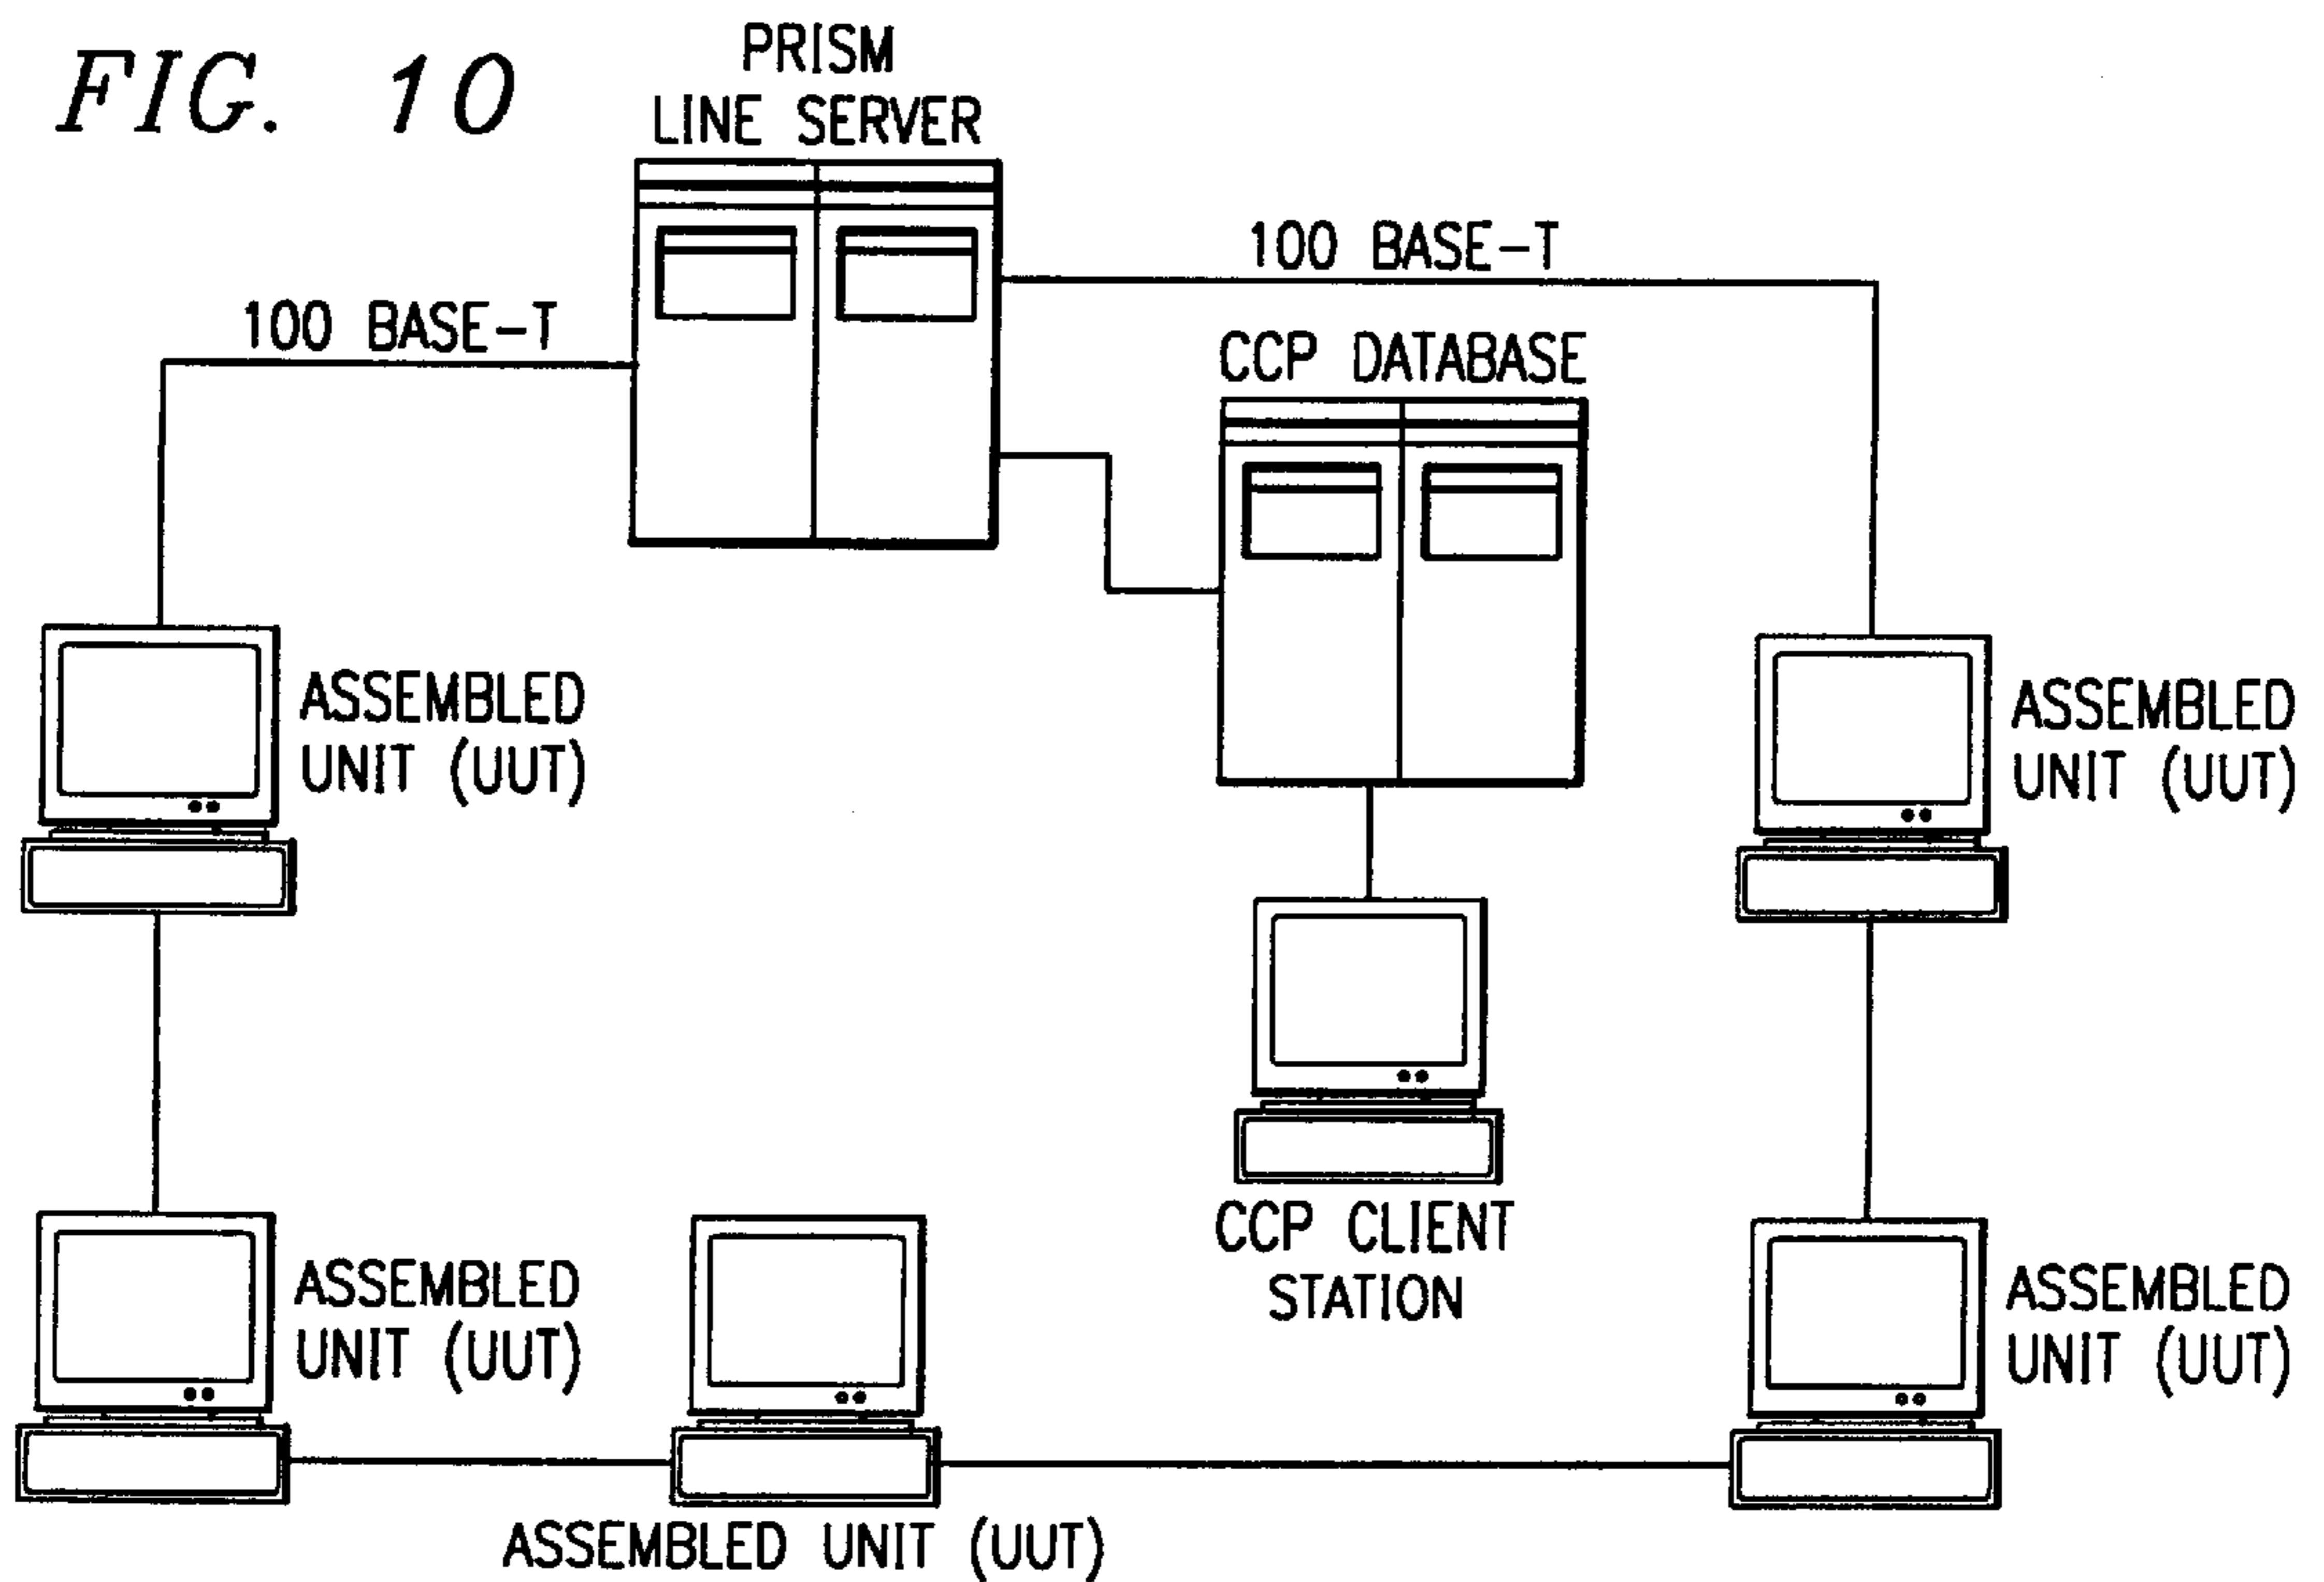 FIG. 10
PRISM
LINE SERVER
100 BASE-T
100 BASE-T
CCP DATABASE
ASSEMBLED
UNIT (UUT)
ASSEMBLED
UNIT (UUT)
CCP CLIENT
STATION
ASSEMBLED
UNIT (UUT)
ASSEMBLED
UNIT (UUT)
ASSEMBLED UNIT (UUT)